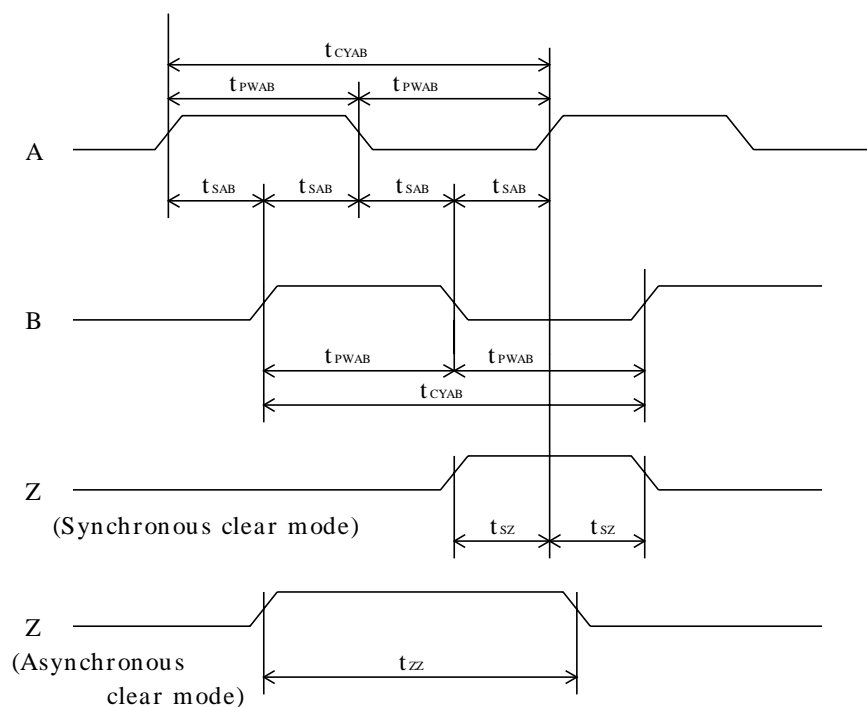 tCYAB
tPWAB tPWAB
A
tSAB tSAB tSAB tSAB
B
tPWAB tPWAB
tCYAB
Z
(Synchronous clear mode)
tSZ tSZ
Z
(Asynchronous
clear mode)
tZZ